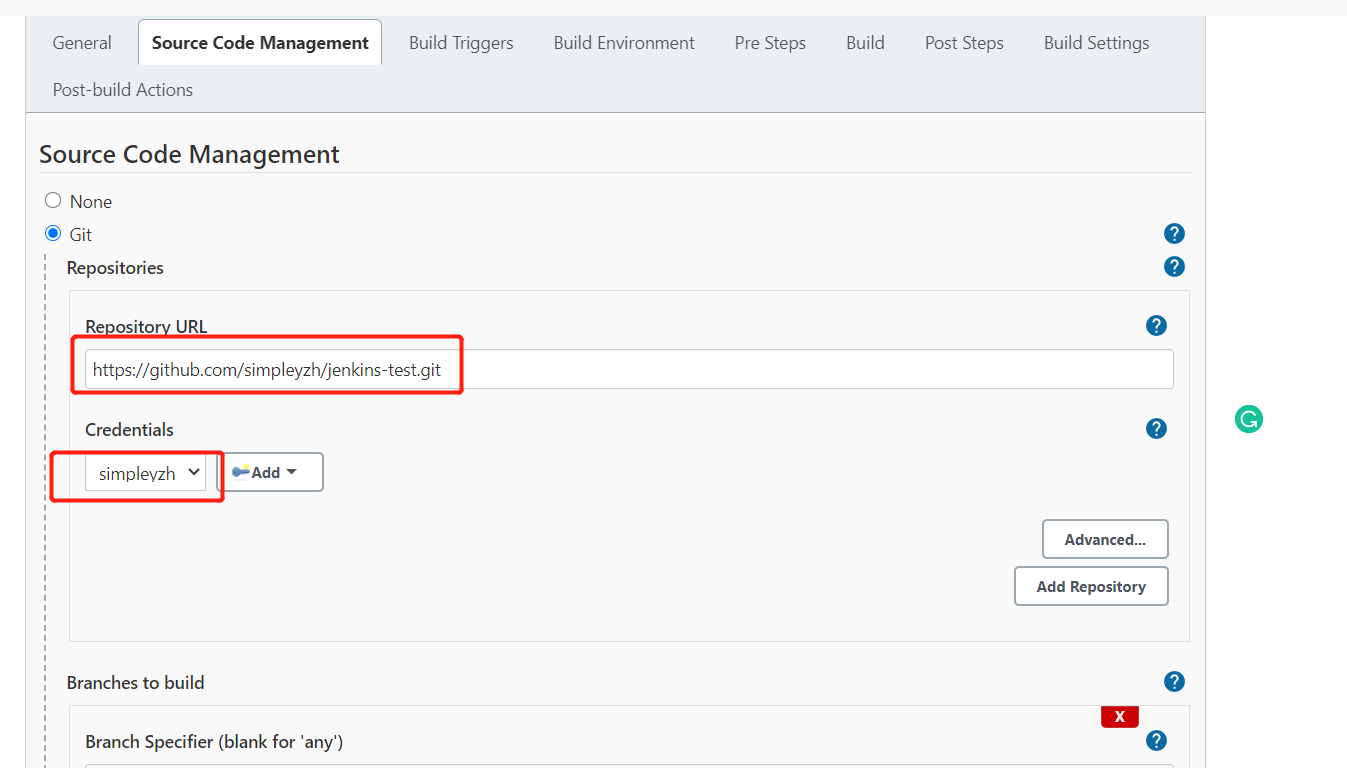 General Source Code Management Build Triggers Build Environment Pre Steps Build Post Steps Build Settings
Post-build Actions
Source Code Management
None
Git
?
Repositories
?
Repository URL
?
https://github.com/simpleyzh/jenkins-test.git
Credentials
?
simpleyzh Add
Advanced...
Add Repository
Branches to build
?
X
Branch Specifier (blank for 'any')
?